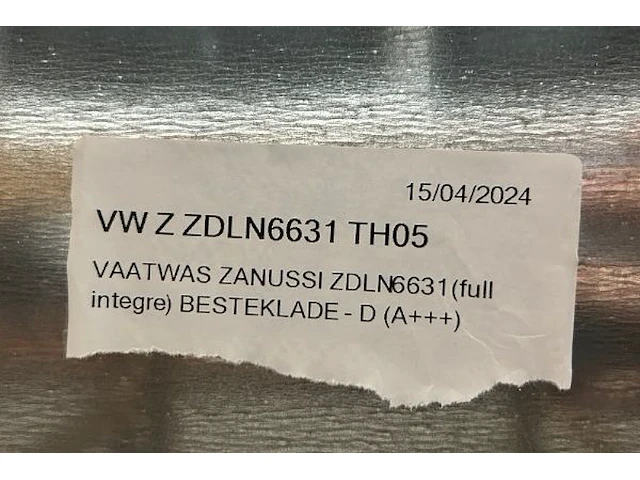 15/04/2024
VW Z ZDLN6631 TH05
VAATWAS ZANUSSI ZDLN6631(full
integre) BESTEKLADE - D (A+++)